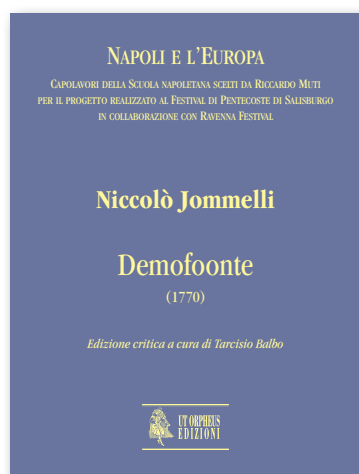 NAPOLI E L'EUROPA
CAPOLAVORI DELLA SCUOLA NAPOLETANA SCELTI DA RICCARDO MUTI
PER IL PROGETTO REALIZZATO AL FESTIVAL DI PENTECOSTE DI SALISBURGO
IN COLLABORAZIONE CON RAVENNA FESTIVAL
Niccolò Jommelli
Demofoonte
(1770)
Edizione critica a cura di Tarcisio Balbo
UT ORPHEUS
EDIZIONI